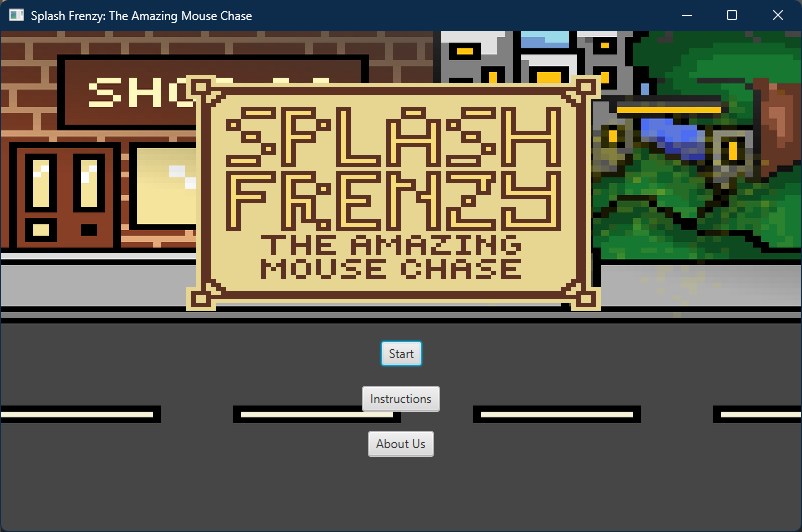 Splash Frenzy: The Amazing Mouse Chase
SPLASH
FRENZY
THE AMAZING
MOUSE CHASE
Start
Instructions
About Us